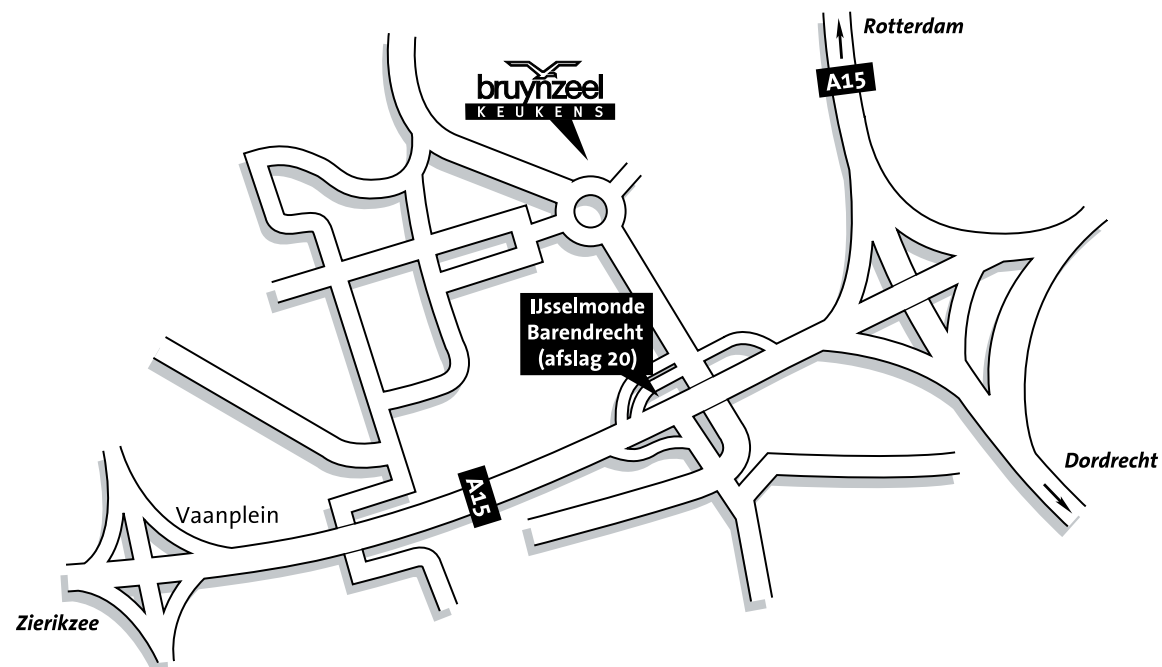 Rotterdam
A15
bruynzeel
KEUKENS
IJsselmonde
Barendrecht
(afslag 20)
Dordrecht
A15
Vaanplein
Zierikzee